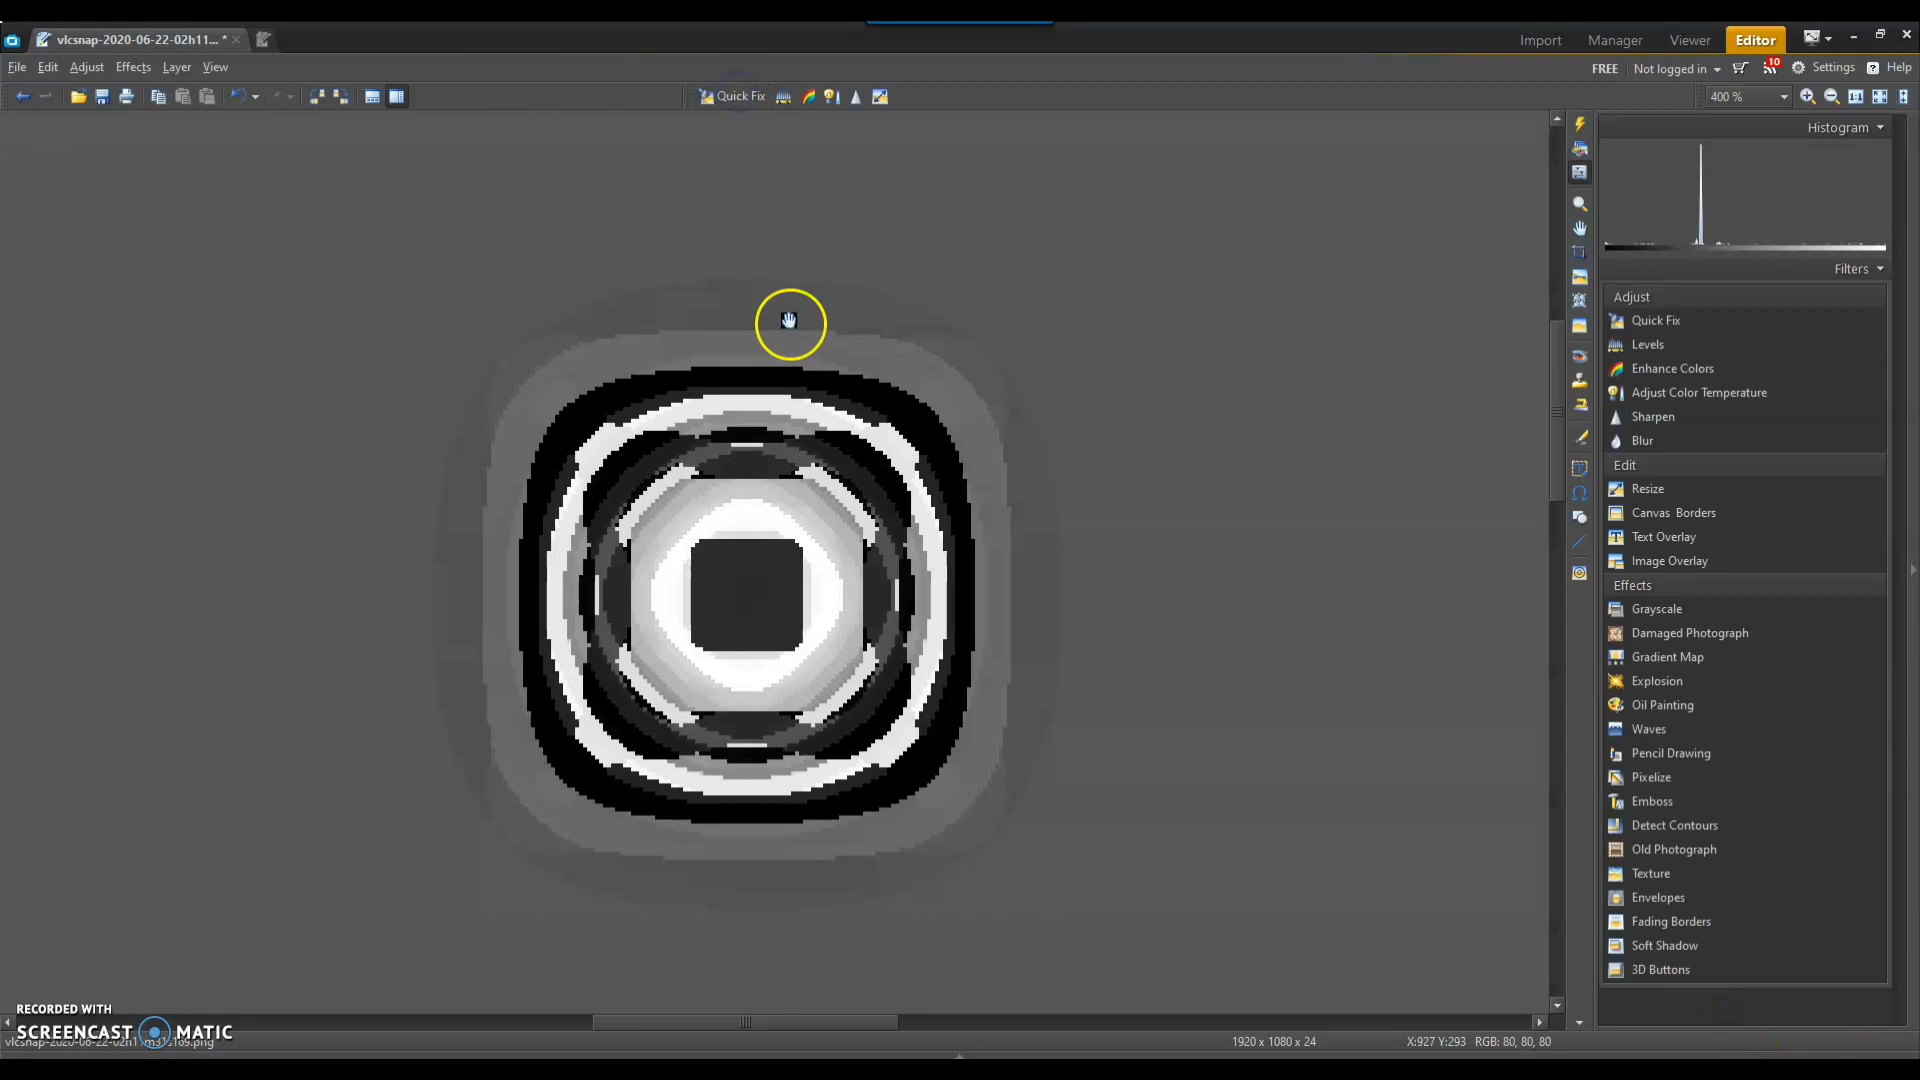 vlcsnap-2020-06-22-02h11... *
Import
Manager
Viewer
Editor
File
Edit
Adjust
Effects
Layer
View
FREE
Not logged in
10
Settings
Help
Quick Fix
400 %
Histogram
Filters
Adjust
Quick Fix
Levels
Enhance Colors
Adjust Color Temperature
Sharpen
Blur
Edit
Resize
Canvas Borders
Text Overlay
Image Overlay
Effects
Grayscale
Damaged Photograph
Gradient Map
Explosion
Oil Painting
Waves
Pencil Drawing
Pixelize
Emboss
Detect Contours
Old Photograph
Texture
Envelopes
Fading Borders
Soft Shadow
3D Buttons
RECORDED WITH
SCREENCAST MATIC
1920 x 1080 x 24
X:927 Y:293
RGB: 80, 80, 80